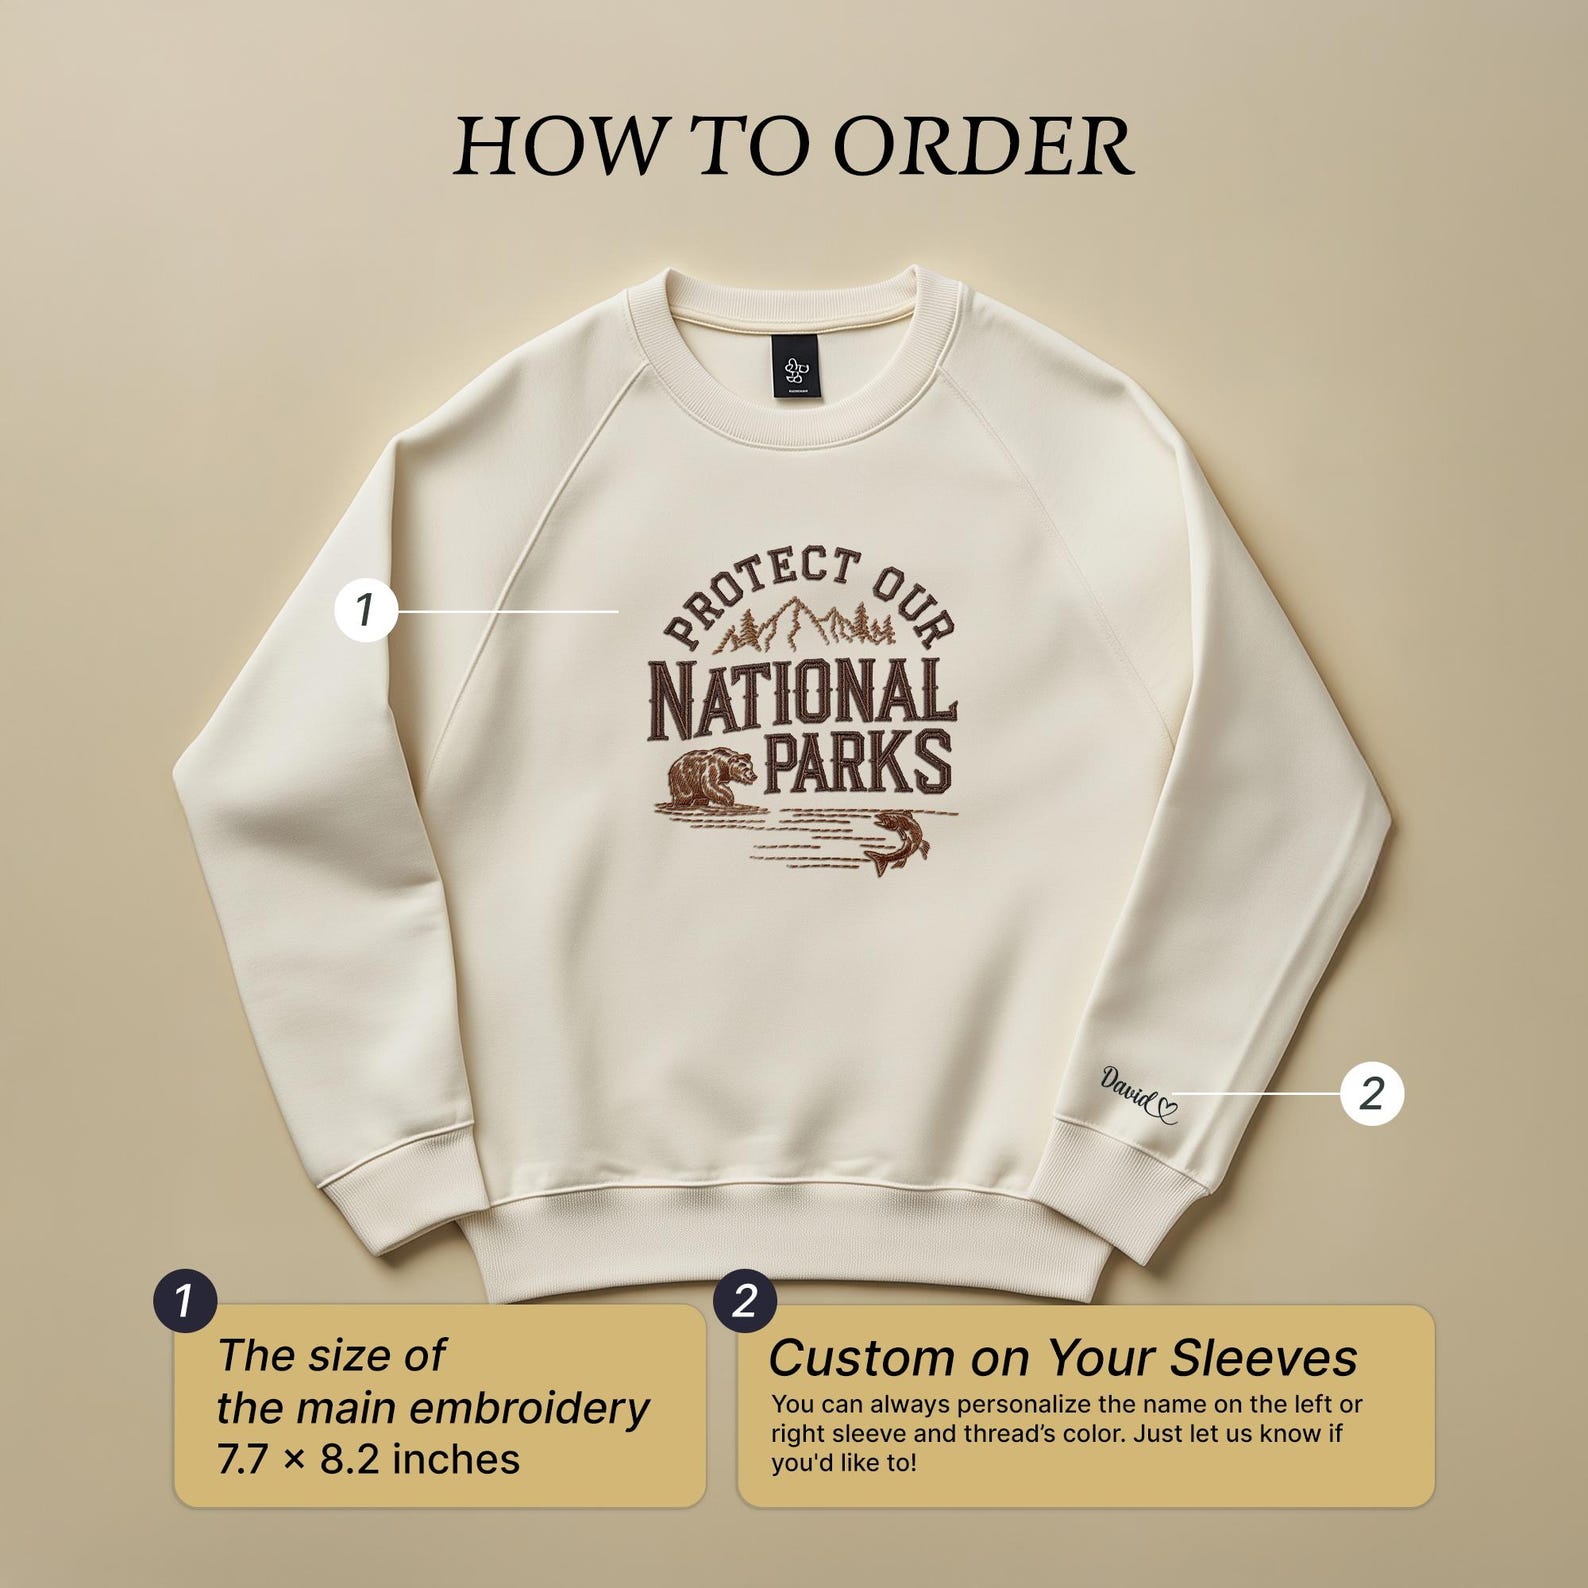 HOW TO ORDER
PROTECT OUR
NATIONAL
PARKS
1
David
2
1
The size of
the main embroidery
7.7 × 8.2 inches
2
Custom on Your Sleeves
You can always personalize the name on the left or
right sleeve and thread’s color. Just let us know if
you'd like to!